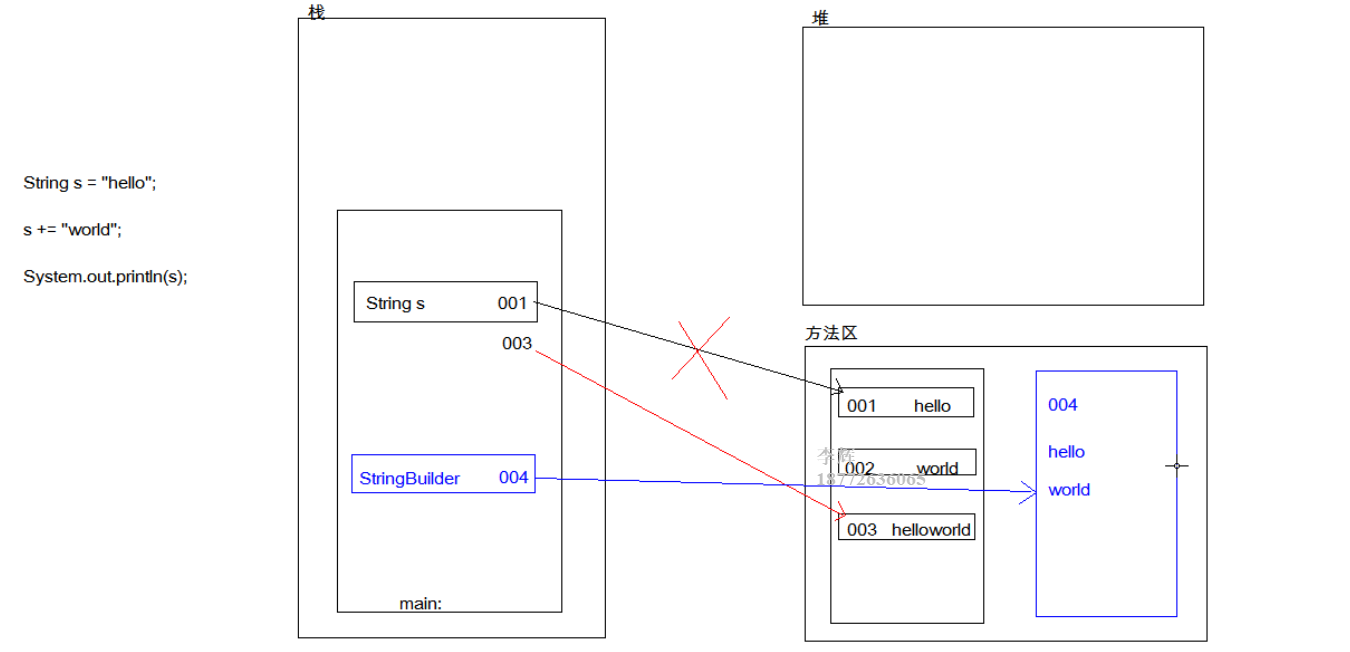 栈
堆
String s = "hello";
s += "world";
System.out.println(s);
String s 001
003
StringBuilder 004
main:
方法区
001 hello
李辉
002 world
18772636065
003 helloworld
004
hello
world